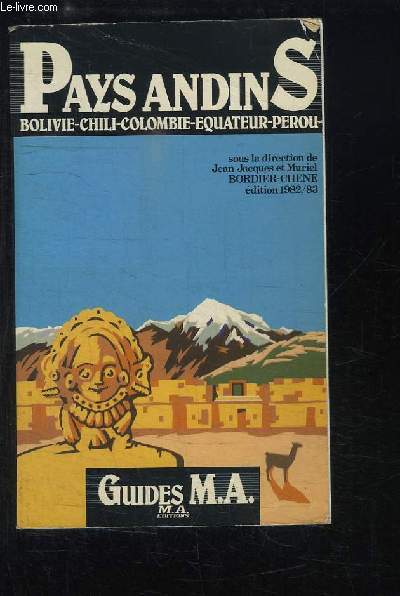 Le-livre.com
PAYS ANDINS
BOLIVIE-CHILI-COLOMBIE-EQUATEUR-PEROU-
sous la direction de
Jean-Jacques et Muriel
BORDIER-CHENE
édition 1982/83
GUIDES M.A.
M.A.
EDITIONS